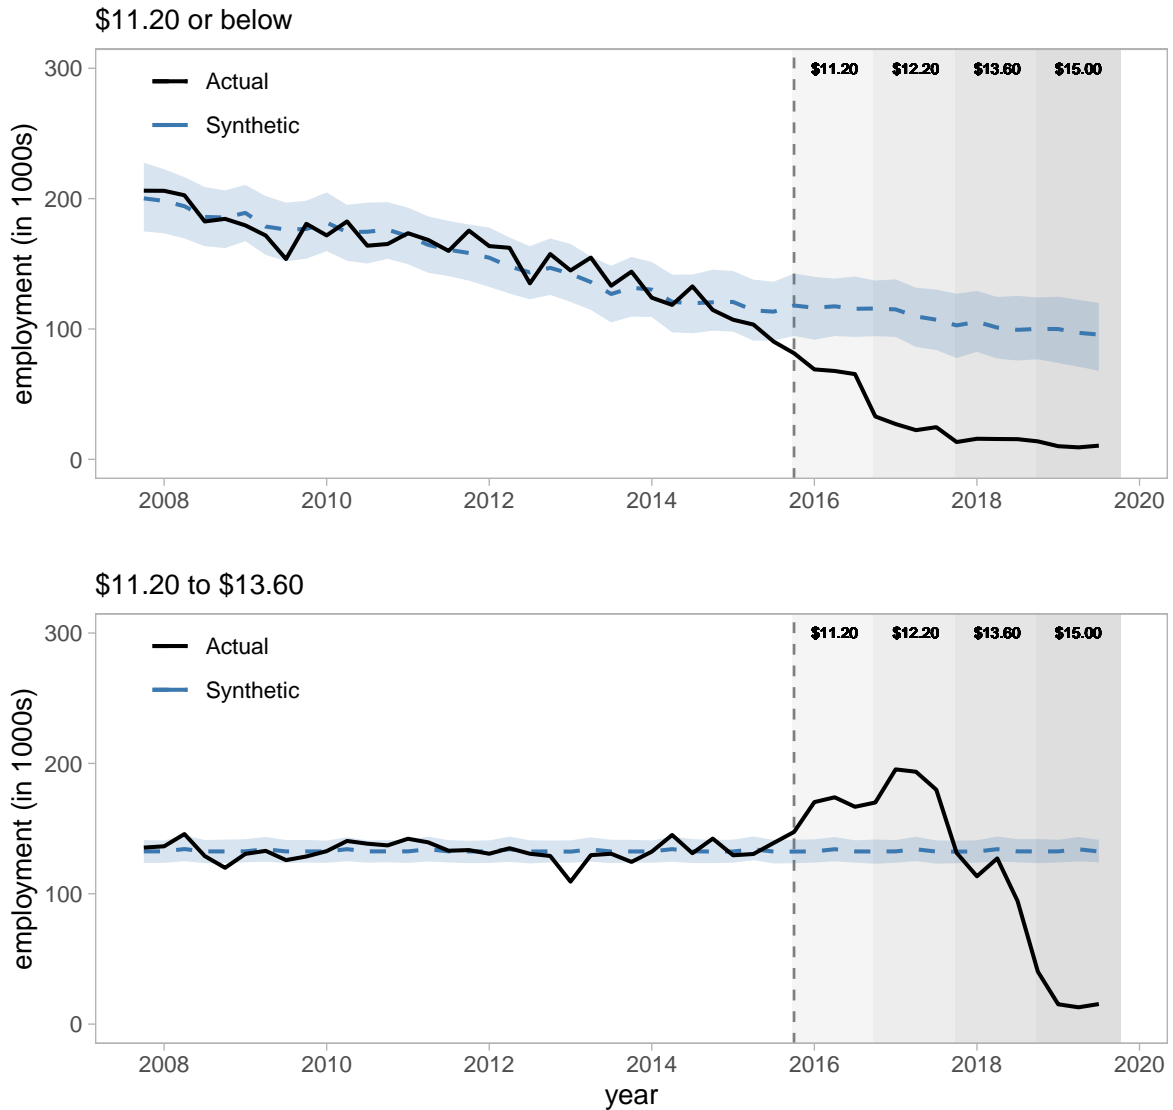 $11.20 or below
employment (in 1000s)
300
200
100
0
Actual
Synthetic
$11.20 $12.20 $13.60 $15.00
2008 2010 2012 2014 2016 2018 2020
$11.20 to $13.60
employment (in 1000s)
300
200
100
0
Actual
Synthetic
$11.20 $12.20 $13.60 $15.00
2008 2010 2012 2014 2016 2018 2020
year